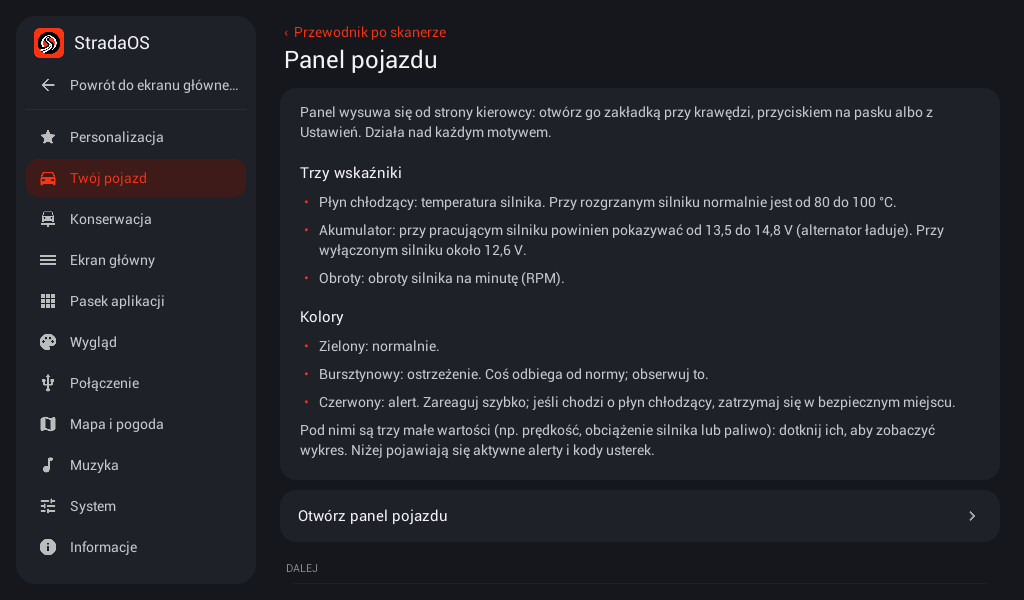 StradaOS
Powrót do ekranu główne...
Personalizacja
Twój pojazd
Konserwacja
Ekran główny
Pasek aplikacji
Wygląd
Połączenie
Mapa i pogoda
Muzyka
System
Informacje
‹ Przewodnik po skanerze
Panel pojazdu
Panel wysuwa się od strony kierowcy: otwórz go zakładką przy krawędzi, przyciskiem na pasku albo z
Ustawień. Działa nad każdym motywem.
Trzy wskaźniki
• Płyn chłodzący: temperatura silnika. Przy rozgrzanym silniku normalnie jest od 80 do 100 °C.
• Akumulator: przy pracującym silniku powinien pokazywać od 13,5 do 14,8 V (alternator ładuje). Przy
wyłączonym silniku około 12,6 V.
• Obroty: obroty silnika na minutę (RPM).
Kolory
• Zielony: normalnie.
• Bursztynowy: ostrzeżenie. Coś odbiega od normy; obserwuj to.
• Czerwony: alert. Zareaguj szybko; jeśli chodzi o płyn chłodzący, zatrzymaj się w bezpiecznym miejscu.
Pod nimi są trzy małe wartości (np. prędkość, obciążenie silnika lub paliwo): dotknij ich, aby zobaczyć
wykres. Niżej pojawiają się aktywne alerty i kody usterek.
Otwórz panel pojazdu
DALEJ